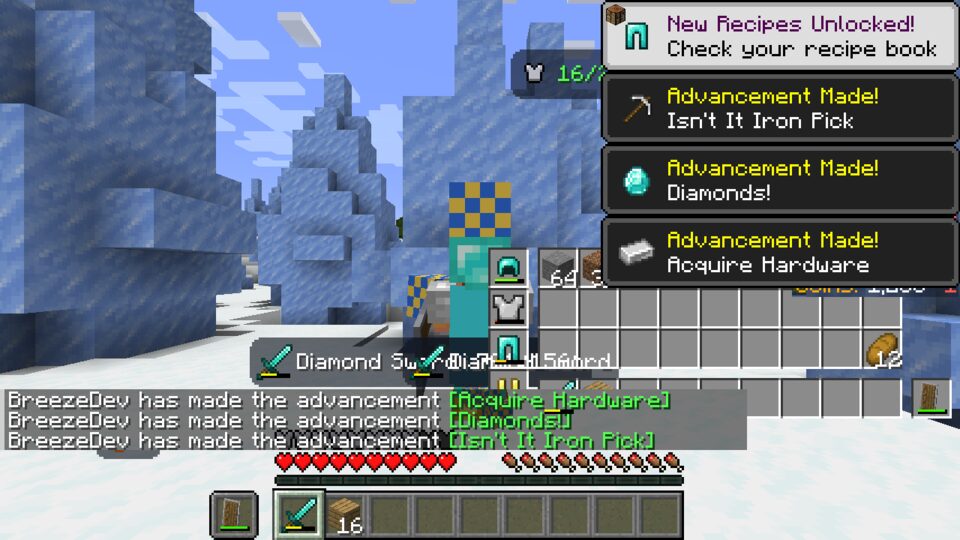 New Recipes Unlocked!
Check your recipe book
16/
Advancement Made!
Isn't It Iron Pick
Advancement Made!
Diamonds!
Advancement Made!
Acquire Hardware
64
12
Diamond
BreezeDev has made the advancement [Acquire Hardware]
BreezeDev has made the advancement [Diamonds!]
BreezeDev has made the advancement [Isn't It Iron Pick]
16